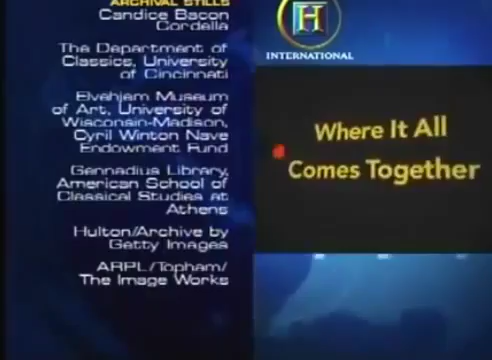 ARCHIVAL STILLS
Candice Bacon
Cordella
The Department of
Classics, University
of Cincinnati
Elvehjem Museum
of Art, University of
Wisconsin-Madison,
Cyril Winton Nave
Endowment Fund
Gennadius Library,
American School of
Classical Studies at
Athens
Hulton/Archive by
Getty Images
ARPL/Topham/
The Image Works
H
INTERNATIONAL
Where It All
Comes Together